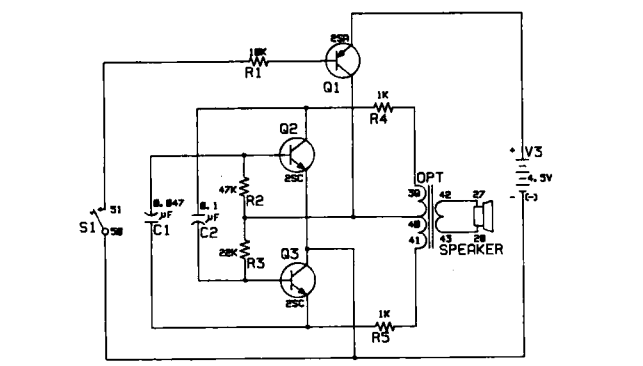 2SA
10K
R1
Q1
1K
R4
Q2
2SC
V3
+
4.5V
- (-)
OPT
39
42
27
40
41
43
28
SPEAKER
47K
R2
0.047
µF
C1
0.1
µF
C2
51
S1
50
22K
R3
Q3
2SC
1K
R5